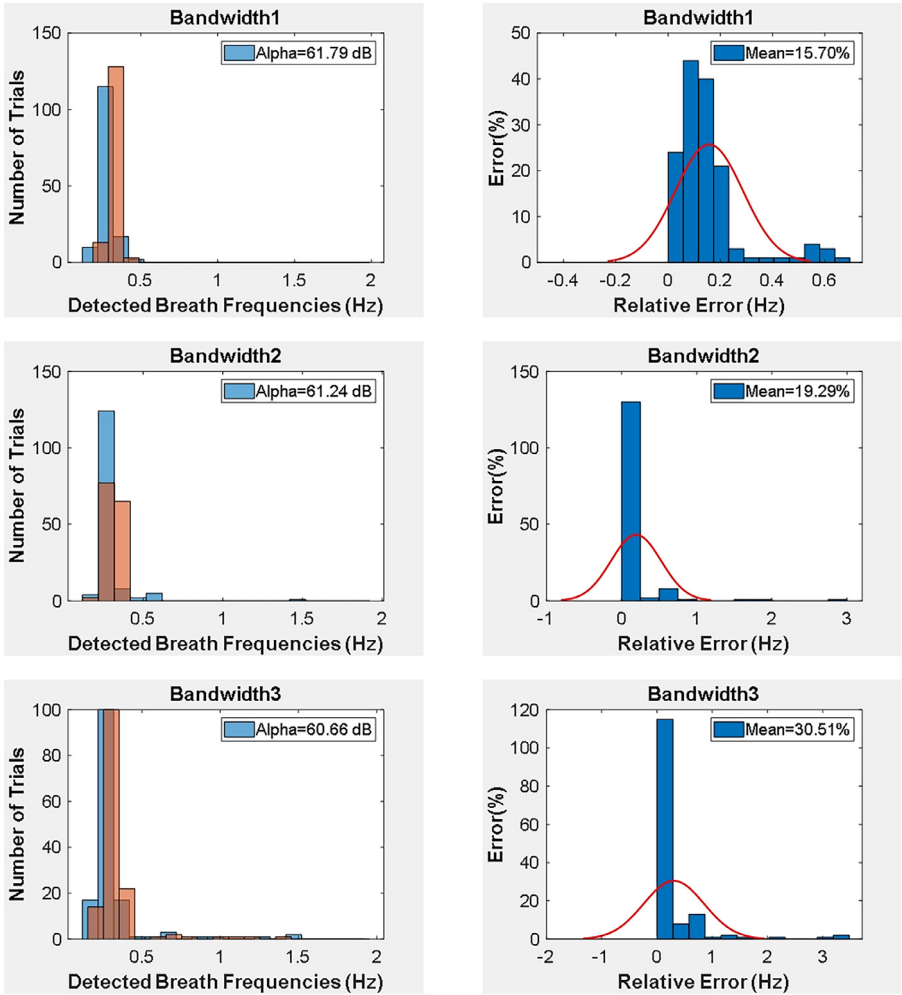 Bandwidth1
150
100
50
0
Number of Trials
Alpha=61.79 dB
0.5 1 1.5 2
Detected Breath Frequencies (Hz)
Bandwidth1
50
40
30
20
10
0
Error(%)
Mean=15.70%
-0.4 -0.2 0 0.2 0.4 0.6
Relative Error (Hz)
Bandwidth2
150
100
50
0
Number of Trials
Alpha=61.24 dB
0.5 1 1.5 2
Detected Breath Frequencies (Hz)
Bandwidth2
150
100
50
0
Error(%)
Mean=19.29%
-1 0 1 2 3
Relative Error (Hz)
Bandwidth3
100
80
60
40
20
0
Number of Trials
Alpha=60.66 dB
0.5 1 1.5 2
Detected Breath Frequencies (Hz)
Bandwidth3
120
100
80
60
40
20
0
Error(%)
Mean=30.51%
-2 -1 0 1 2 3
Relative Error (Hz)